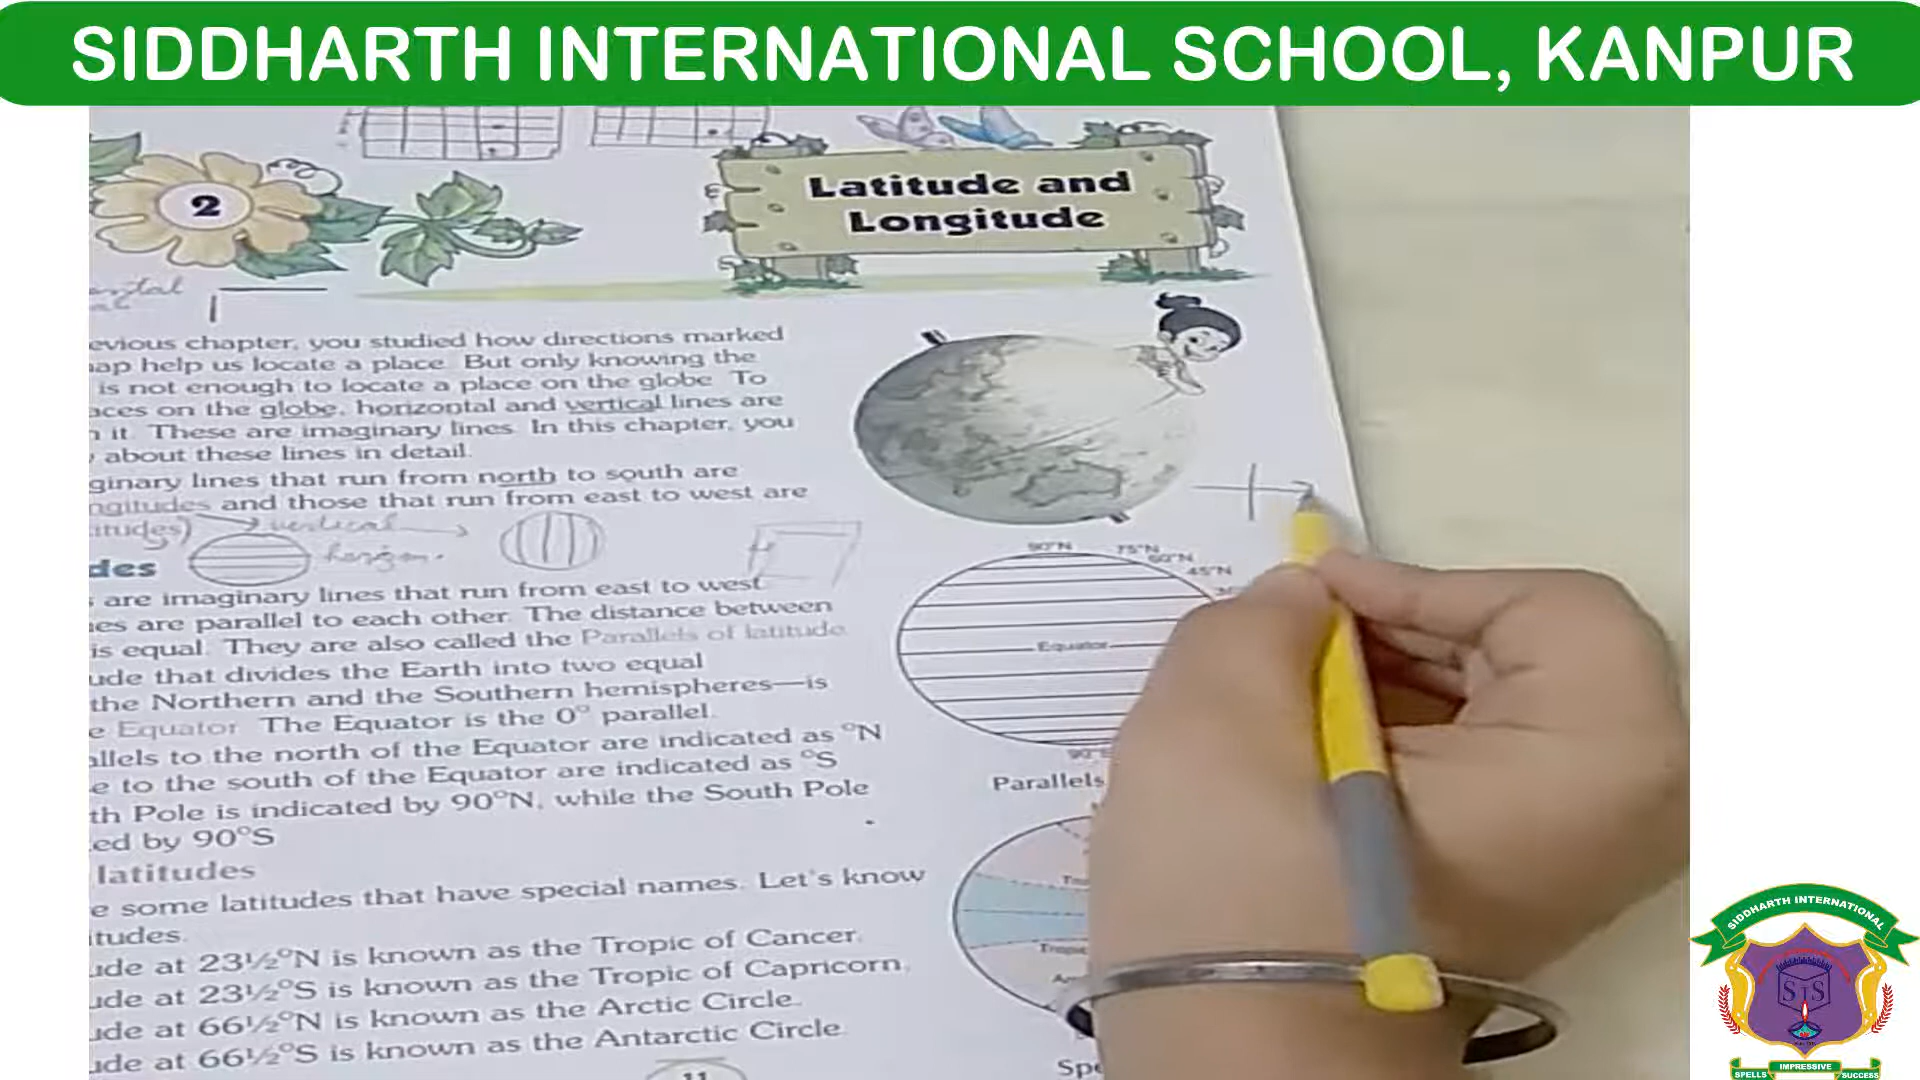 SIDDHARTH INTERNATIONAL SCHOOL, KANPUR
2
Latitude and
Longitude
evious chapter, you studied how directions marked
ap help us locate a place. But only knowing the
is not enough to locate a place on the globe. To
aces on the globe, horizontal and vertical lines are
it. These are imaginary lines. In this chapter, you
about these lines in detail.
ginary lines that run from north to south are
ngitudes and those that run from east to west are
itudes)
vertical
horizon.
des
are imaginary lines that run from east to west
nes are parallel to each other. The distance between
is equal. They are also called the Parallels of latitude
ude that divides the Earth into two equal
the Northern and the Southern hemispheres—is
e Equator. The Equator is the 0° parallel.
allels to the north of the Equator are indicated as °N
e to the south of the Equator are indicated as °S
th Pole is indicated by 90°N, while the South Pole
ed by 90°S
latitudes
e some latitudes that have special names. Let's know
itudes.
ude at 23½°N is known as the Tropic of Cancer.
ude at 23½°S is known as the Tropic of Capricorn.
ude at 66½°N is known as the Arctic Circle.
ude at 66½°S is known as the Antarctic Circle
11
90°N
75°N
60°N
45°N
Equator
Parallels
Tropic
Spe
SIDDHARTH INTERNATIONAL
SIS
SPELLS IMPRESSIVE SUCCESS